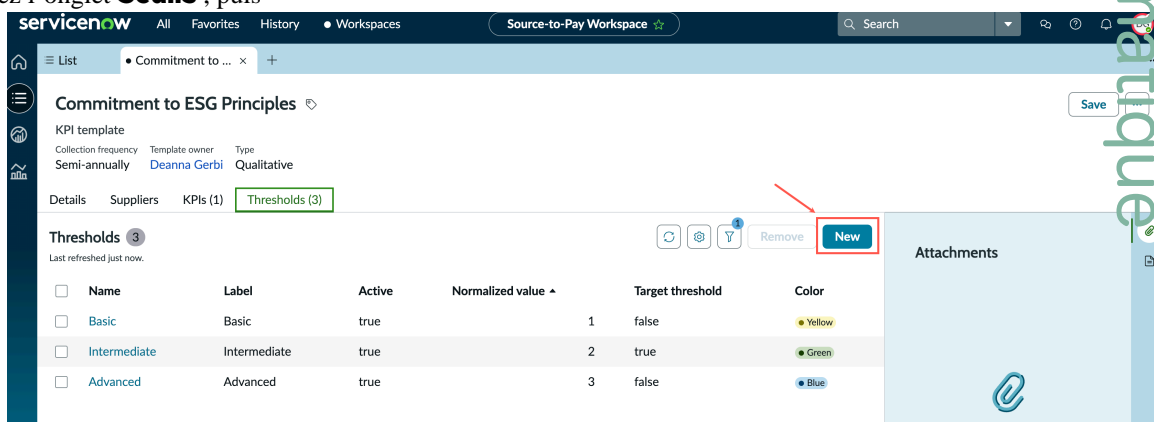 servicenow All Favorites History Workspaces Source-to-Pay Workspace Search
List Commitment to ... × +
Commitment to ESG Principles
Save ...
KPI template
Collection frequency Template owner Type
Semi-annually Deanna Gerbi Qualitative
Details Suppliers KPIs (1) Thresholds (3)
Thresholds 3
1 Remove New
Last refreshed just now.
Attachments
Name Label Active Normalized value Target threshold Color
Basic Basic true 1 false Yellow
Intermediate Intermediate true 2 true Green
Advanced Advanced true 3 false Blue
matique